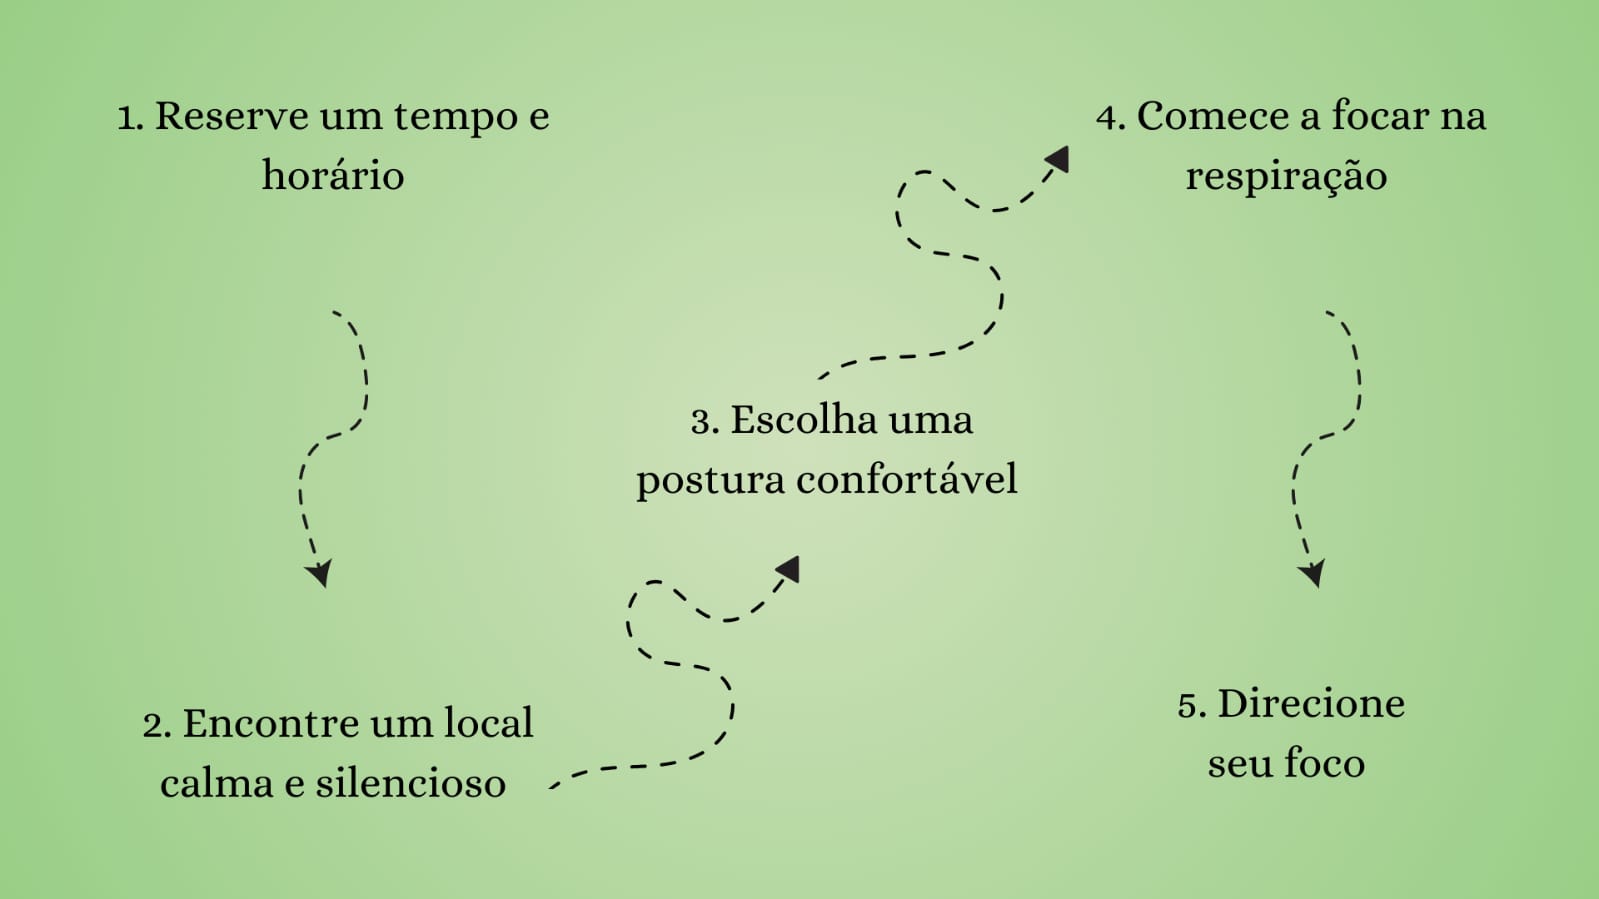 1. Reserve um tempo e
horário
2. Encontre um local
calma e silencioso
3. Escolha uma
postura confortável
4. Comece a focar na
respiração
5. Direcione
seu foco